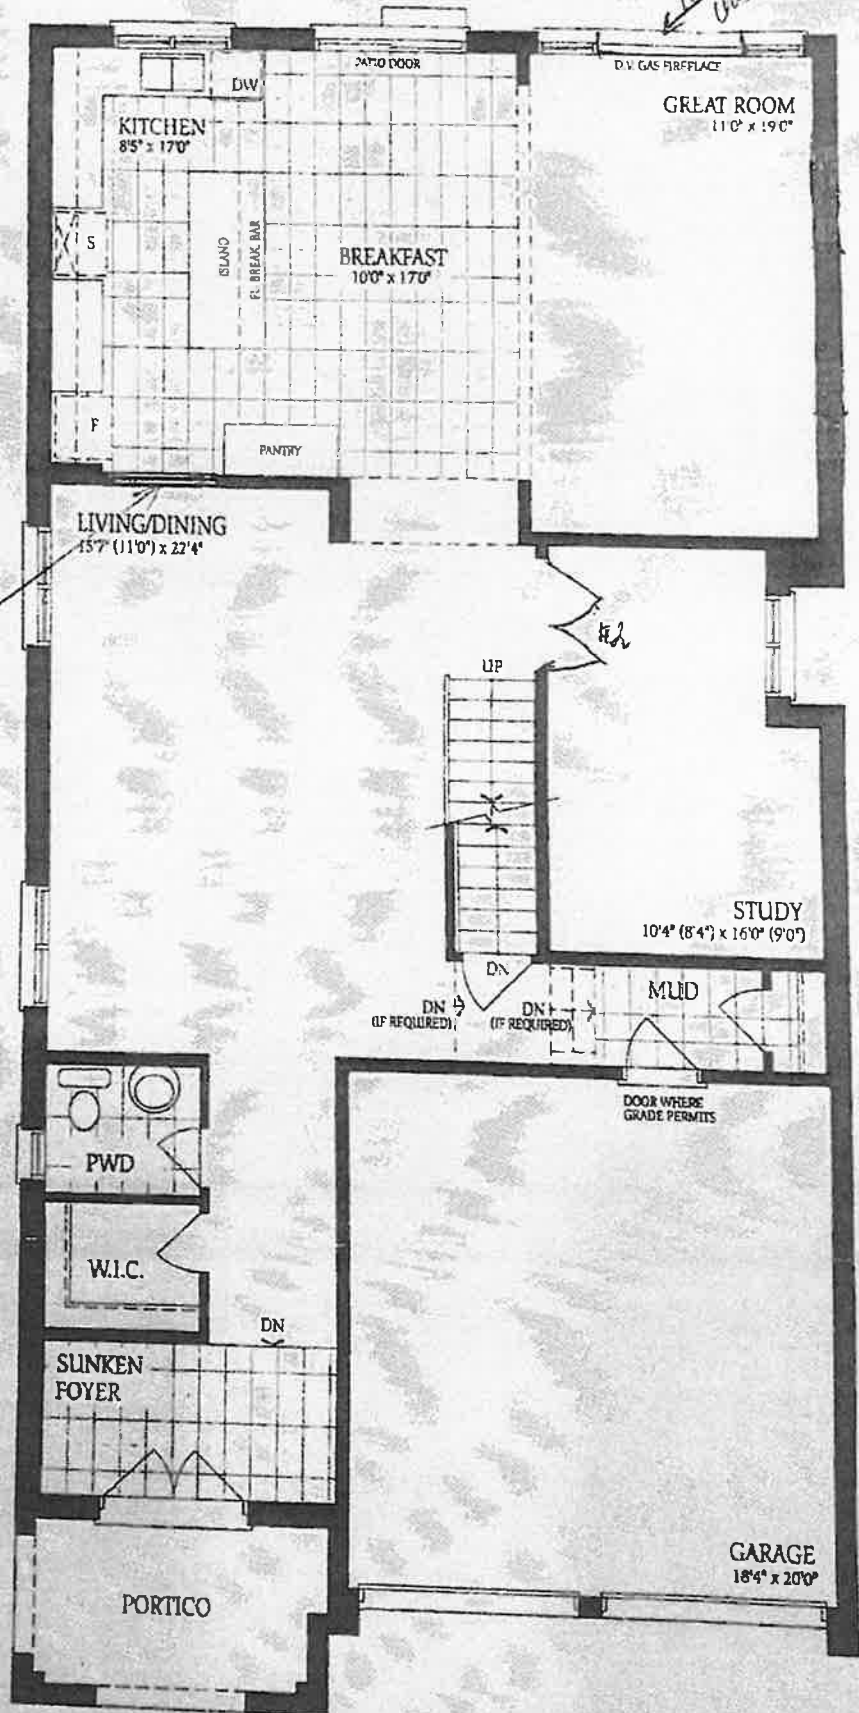 PATIO DOOR
D.V. GAS FIREPLACE
DW
KITCHEN
8'5" x 17'0"
GREAT ROOM
11'0" x 19'0"
S
ISLAND
FL. BREAK. BAR
BREAKFAST
10'0" x 17'0"
F
PANTRY
LIVING/DINING
15'7" (11'0") x 22'4"
#2
UP
STUDY
10'4" (8'4") x 16'0" (9'0")
DN
MUD
DN
(IF REQUIRED)
DN
(IF REQUIRED)
DOOR WHERE
GRADE PERMITS
PWD
W.I.C.
DN
SUNKEN
FOYER
GARAGE
18'4" x 20'0"
PORTICO